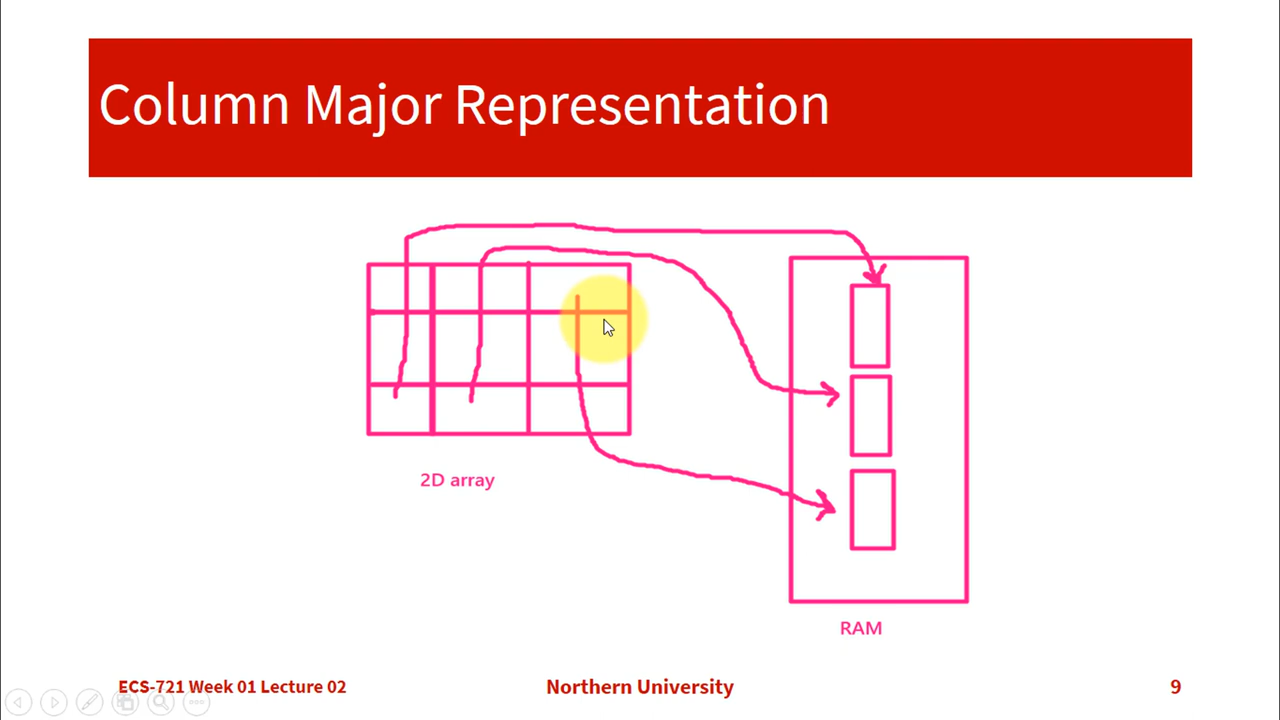 Column Major Representation
2D array
RAM
ECS-721 Week 01 Lecture 02
Northern University
9